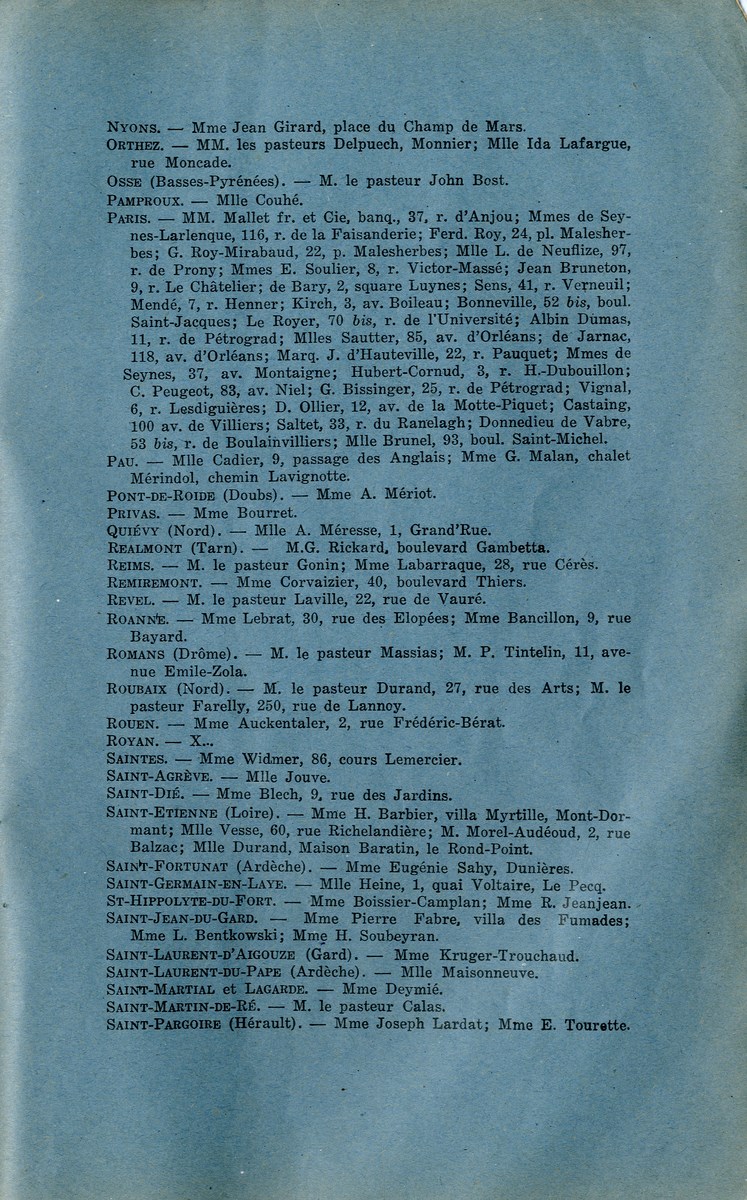 NYONS. — Mme Jean Girard, place du Champ de Mars.
ORTHEZ. — MM. les pasteurs Delpuech, Monnier; Mlle Ida Lafargue,
rue Moncade.
OSSE (Basses-Pyrénées). — M. le pasteur John Bost.
PAMPROUX. — Mlle Couhé.
PARIS. — MM. Mallet fr. et Cie, banq., 37, r. d'Anjou; Mmes de Sey-
nes-Larlenque, 116, r. de la Faisanderie; Ferd. Roy, 24, pl. Malesher-
bes; G. Roy-Mirabaud, 22, p. Malesherbes; Mlle L. de Neuflize, 97,
r. de Prony; Mmes E. Soulier, 8, r. Victor-Massé; Jean Bruneton,
9, r. Le Châtelier; de Bary, 2, square Luynes; Sens, 41, r. Verneuil;
Mendé, 7, r. Henner; Kirch, 3, av. Boileau; Bonneville, 52 bis, boul.
Saint-Jacques; Le Royer, 70 bis, r. de l'Université; Albin Dumas,
11, r. de Pétrograd; Mlles Sautter, 85, av. d'Orléans; de Jarnac,
118, av. d'Orléans; Marq. J. d'Hauteville, 22, r. Pauquet; Mmes de
Seynes, 37, av. Montaigne; Hubert-Cornud, 3, r. H.-Dubouillon;
C. Peugeot, 83, av. Niel; G. Bissinger, 25, r. de Pétrograd; Vignal,
6, r. Lesdiguières; D. Ollier, 12, av. de la Motte-Piquet; Castaing,
100 av. de Villiers; Saltet, 33, r. du Ranelagh; Donnedieu de Vabre,
53 bis, r. de Boulainvilliers; Mlle Brunel, 93, boul. Saint-Michel.
PAU. — Mlle Cadier, 9, passage des Anglais; Mme G. Malan, chalet
Mérindol, chemin Lavignotte.
PONT-DE-ROIDE (Doubs). — Mme A. Mériot.
PRIVAS. — Mme Bourret.
QUIÉVY (Nord). — Mlle A. Méresse, 1, Grand'Rue.
REALMONT (Tarn). — M.G. Rickard, boulevard Gambetta.
REIMS. — M. le pasteur Gonin; Mme Labarraque, 28, rue Cérès.
REMIREMONT. — Mme Corvaizier, 40, boulevard Thiers.
REVEL. — M. le pasteur Laville, 22, rue de Vauré.
ROANNE. — Mme Lebrat, 30, rue des Elopées; Mme Bancillon, 9, rue
Bayard.
ROMANS (Drôme). — M. le pasteur Massias; M. P. Tintelin, 11, ave-
nue Emile-Zola.
ROUBAIX (Nord). — M. le pasteur Durand, 27, rue des Arts; M. le
pasteur Farelly, 250, rue de Lannoy.
ROUEN. — Mme Auckentaler, 2, rue Frédéric-Bérat.
ROYAN. — X...
SAINTES. — Mme Widmer, 86, cours Lemercier.
SAINT-AGRÈVE. — Mlle Jouve.
SAINT-DIÉ. — Mme Blech, 9, rue des Jardins.
SAINT-ETIENNE (Loire). — Mme H. Barbier, villa Myrtille, Mont-Dor-
mant; Mlle Vesse, 60, rue Richelandière; M. Morel-Audéoud, 2, rue
Balzac; Mlle Durand, Maison Baratin, le Rond-Point.
SAINT-FORTUNAT (Ardèche). — Mme Eugénie Sahy, Dunières.
SAINT-GERMAIN-EN-LAYE. — Mlle Heine, 1, quai Voltaire, Le Pecq.
ST-HIPPOLYTE-DU-FORT. — Mme Boissier-Camplan; Mme R. Jeanjean.
SAINT-JEAN-DU-GARD. — Mme Pierre Fabre, villa des Fumades;
Mme L. Bentkowski; Mme H. Soubeyran.
SAINT-LAURENT-D'AIGOUZE (Gard). — Mme Kruger-Trouchaud.
SAINT-LAURENT-DU-PAPE (Ardèche). — Mlle Maisonneuve.
SAINT-MARTIAL et LAGARDE. — Mme Deymié.
SAINT-MARTIN-DE-RÉ. — M. le pasteur Calas.
SAINT-PARGOIRE (Hérault). — Mme Joseph Lardat; Mme E. Tourette.